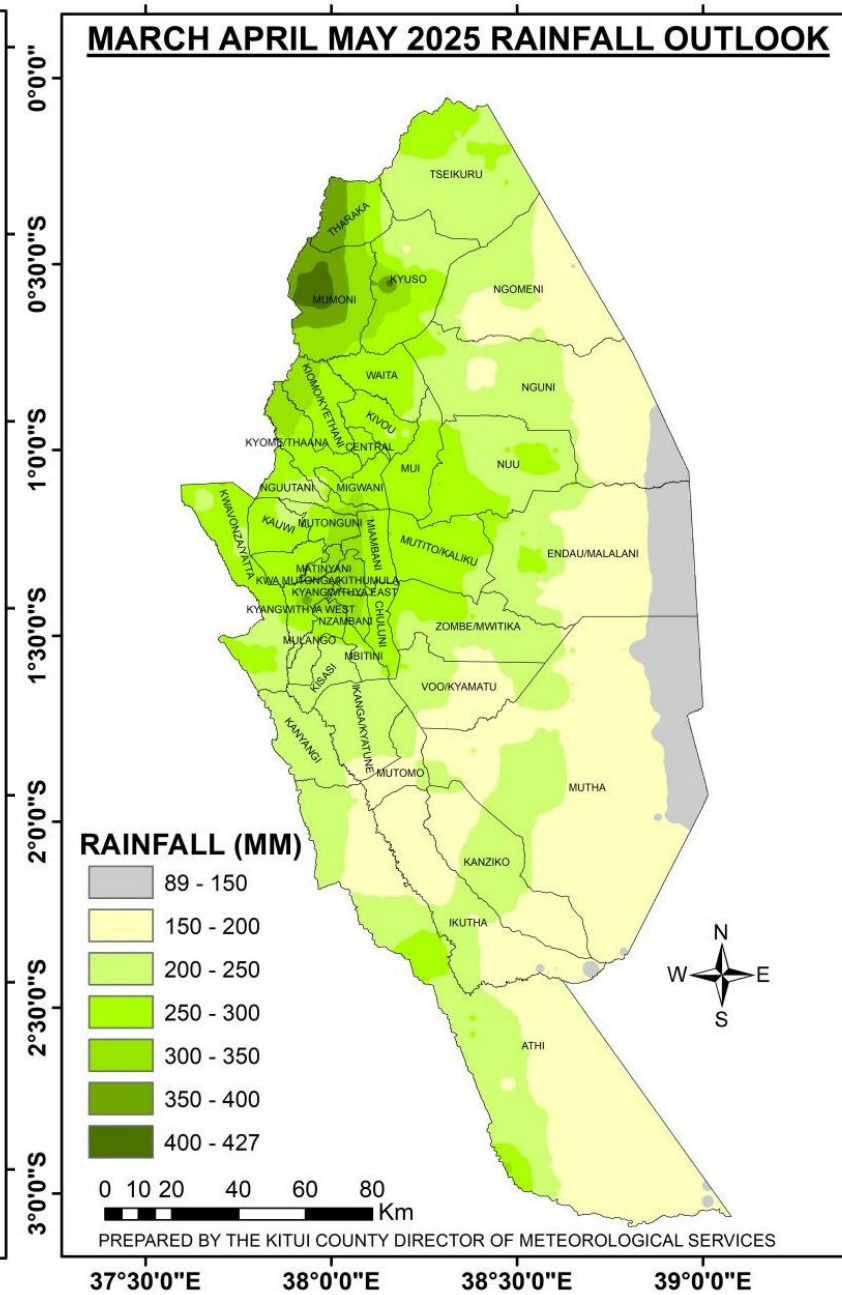 MARCH APRIL MAY 2025 RAINFALL OUTLOOK
0°0'0"
0°30'0"S
1°0'0"S
1°30'0"S
2°0'0"S
2°30'0"S
3°0'0"S
TSEIKURU
THARAKA
KYUSO
NGOMENI
MUMONI
WAITA
KIOMO/KYETHANI
NGUNI
KIVOU
KYOME/THAANA
CENTRAL
MUI
NUU
NGUUTANI
MIGWANI
KWAVONZA/YATTA
KAUWI
MUTONGUNI
MIAMBANI
MUTITO/KALIKU
ENDAU/MALALANI
MATINYANI
KWA MUTONGA/KITHUMULA
KYANGWITHYA EAST
KYANGWITHYA WEST
NZAMBANI
CHULUNI
ZOMBE/MWITIKA
MULANGO
MBITINI
KISASI
VOO/KYAMATU
IKANGA/KYATUNE
KANYANGI
MUTOMO
MUTHA
KANZIKO
IKUTHA
ATHI
RAINFALL (MM)
89 - 150
150 - 200
200 - 250
250 - 300
300 - 350
350 - 400
400 - 427
N
W E
S
0 10 20 40 60 80
Km
PREPARED BY THE KITUI COUNTY DIRECTOR OF METEOROLOGICAL SERVICES
37°30'0"E 38°0'0"E 38°30'0"E 39°0'0"E